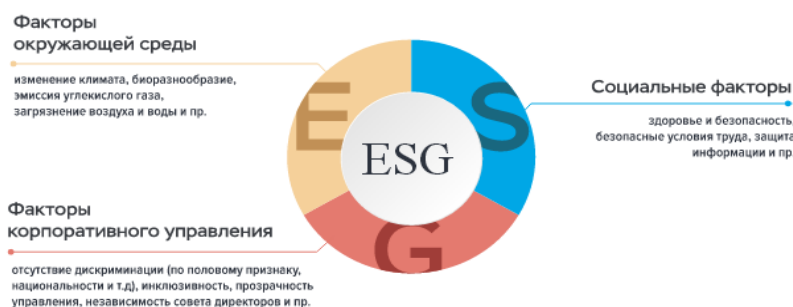 Факторы
окружающей среды
изменение климата, биоразнообразие,
эмиссия углекислого газа,
загрязнение воздуха и воды и пр.
E
S
G
ESG
Социальные факторы
здоровье и безопасность,
безопасные условия труда, защита
информации и пр.
Факторы
корпоративного управления
отсутствие дискриминации (по половому признаку,
национальности и т.д), инклюзивность, прозрачность
управления, независимость совета директоров и пр.